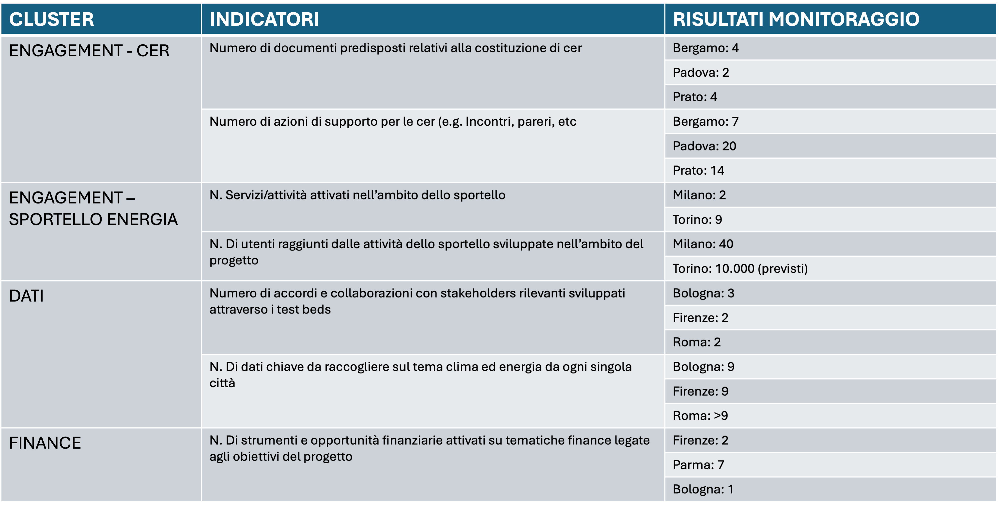 CLUSTER
INDICATORI
RISULTATI MONITORAGGIO
ENGAGEMENT - CER
Numero di documenti predisposti relativi alla costituzione di cer
Bergamo: 4
Padova: 2
Prato: 4
Numero di azioni di supporto per le cer (e.g. Incontri, pareri, etc
Bergamo: 7
Padova: 20
Prato: 14
ENGAGEMENT –
SPORTELLO ENERGIA
N. Servizi/attività attivati nell’ambito dello sportello
Milano: 2
Torino: 9
N. Di utenti raggiunti dalle attività dello sportello sviluppate nell’ambito del
progetto
Milano: 40
Torino: 10.000 (previsti)
DATI
Numero di accordi e collaborazioni con stakeholders rilevanti sviluppati
attraverso i test beds
Bologna: 3
Firenze: 2
Roma: 2
N. Di dati chiave da raccogliere sul tema clima ed energia da ogni singola
città
Bologna: 9
Firenze: 9
Roma: >9
FINANCE
N. Di strumenti e opportunità finanziarie attivati su tematiche finance legate
agli obiettivi del progetto
Firenze: 2
Parma: 7
Bologna: 1